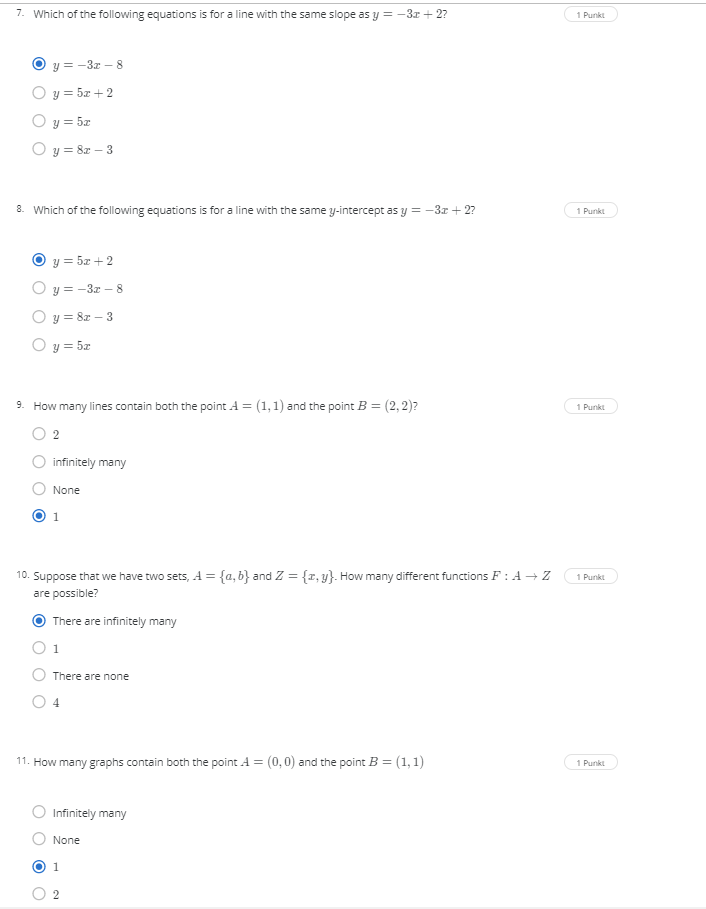 7. Which of the following equations is for a line with the same slope as y = −3x + 2? 1 Punkt
y = −3x − 8
y = 5x + 2
y = 5x
y = 8x − 3
8. Which of the following equations is for a line with the same y-intercept as y = −3x + 2? 1 Punkt
y = 5x + 2
y = −3x − 8
y = 8x − 3
y = 5x
9. How many lines contain both the point A = (1, 1) and the point B = (2, 2)? 1 Punkt
2
infinitely many
None
1
10. Suppose that we have two sets, A = {a, b} and Z = {x, y}. How many different functions F : A → Z 1 Punkt
are possible?
There are infinitely many
1
There are none
4
11. How many graphs contain both the point A = (0, 0) and the point B = (1, 1) 1 Punkt
Infinitely many
None
1
2